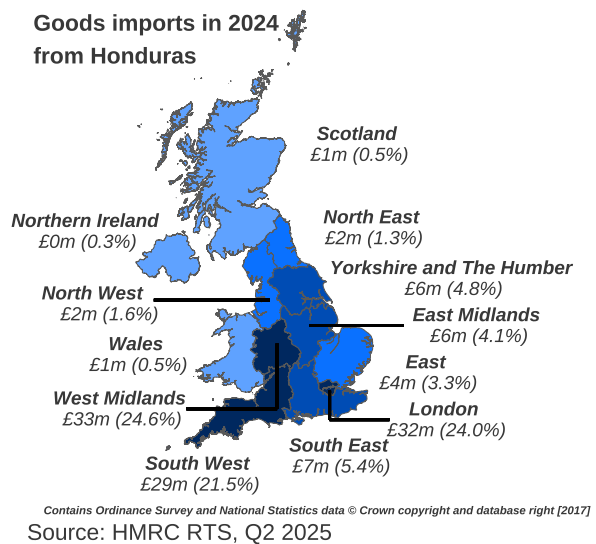 Goods imports in 2024
from Honduras
Scotland
£1m (0.5%)
Northern Ireland
£0m (0.3%)
North East
£2m (1.3%)
Yorkshire and The Humber
£6m (4.8%)
North West
£2m (1.6%)
East Midlands
£6m (4.1%)
Wales
£1m (0.5%)
East
£4m (3.3%)
West Midlands
£33m (24.6%)
London
£32m (24.0%)
South East
£7m (5.4%)
South West
£29m (21.5%)
Contains Ordinance Survey and National Statistics data © Crown copyright and database right [2017]
Source: HMRC RTS, Q2 2025